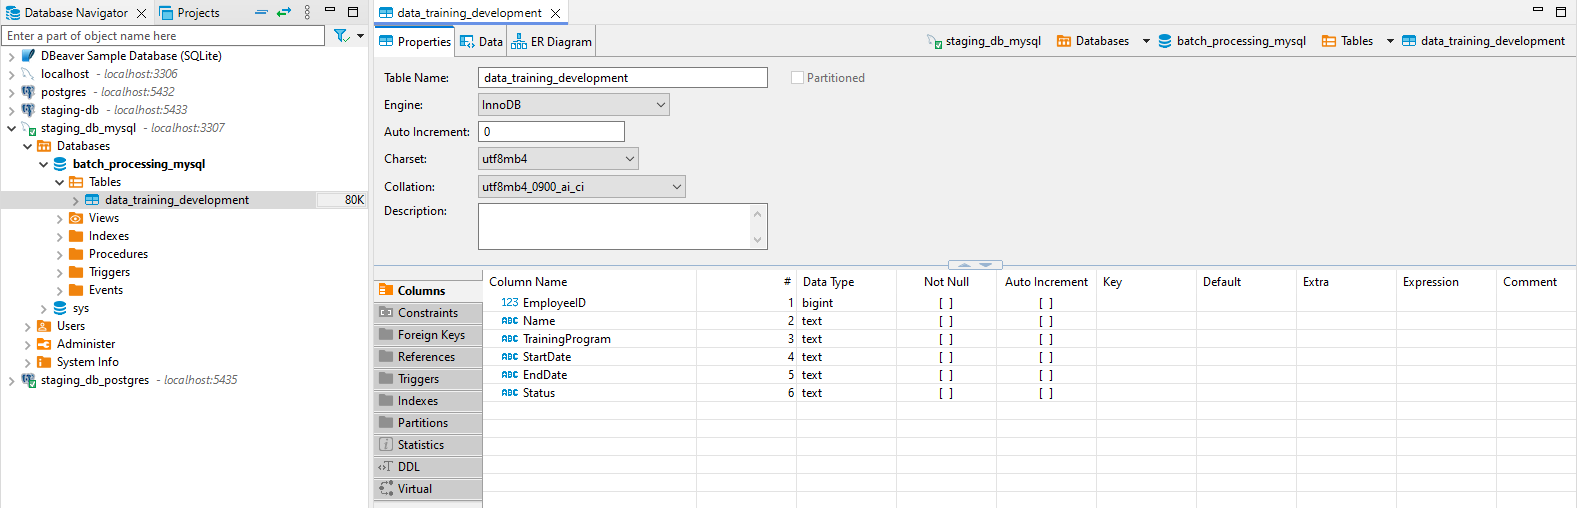 Database Navigator
Projects
Enter a part of object name here
DBeaver Sample Database (SQLite)
localhost - localhost:3306
postgres - localhost:5432
staging-db - localhost:5433
staging_db_mysql - localhost:3307
Databases
batch_processing_mysql
Tables
data_training_development 80K
Views
Indexes
Procedures
Triggers
Events
sys
Users
Administer
System Info
staging_db_postgres - localhost:5435
data_training_development
Properties Data ER Diagram
staging_db_mysql Databases batch_processing_mysql Tables data_training_development
Table Name: data_training_development Partitioned
Engine: InnoDB
Auto Increment: 0
Charset: utf8mb4
Collation: utf8mb4_0900_ai_ci
Description:
Columns
Constraints
Foreign Keys
References
Triggers
Indexes
Partitions
Statistics
DDL
Virtual
Column Name # Data Type Not Null Auto Increment Key Default Extra Expression Comment
123 EmployeeID 1 bigint [ ] [ ]
ABC Name 2 text [ ] [ ]
ABC TrainingProgram 3 text [ ] [ ]
ABC StartDate 4 text [ ] [ ]
ABC EndDate 5 text [ ] [ ]
ABC Status 6 text [ ] [ ]